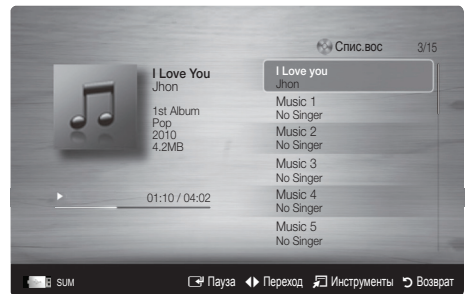 Спис.вос 3/15
I Love You
Jhon
1st Album
Pop
2010
4.2MB
01:10 / 04:02
I Love you
Jhon
Music 1
No Singer
Music 2
No Singer
Music 3
No Singer
Music 4
No Singer
Music 5
No Singer
SUM Пауза Переход Инструменты Возврат